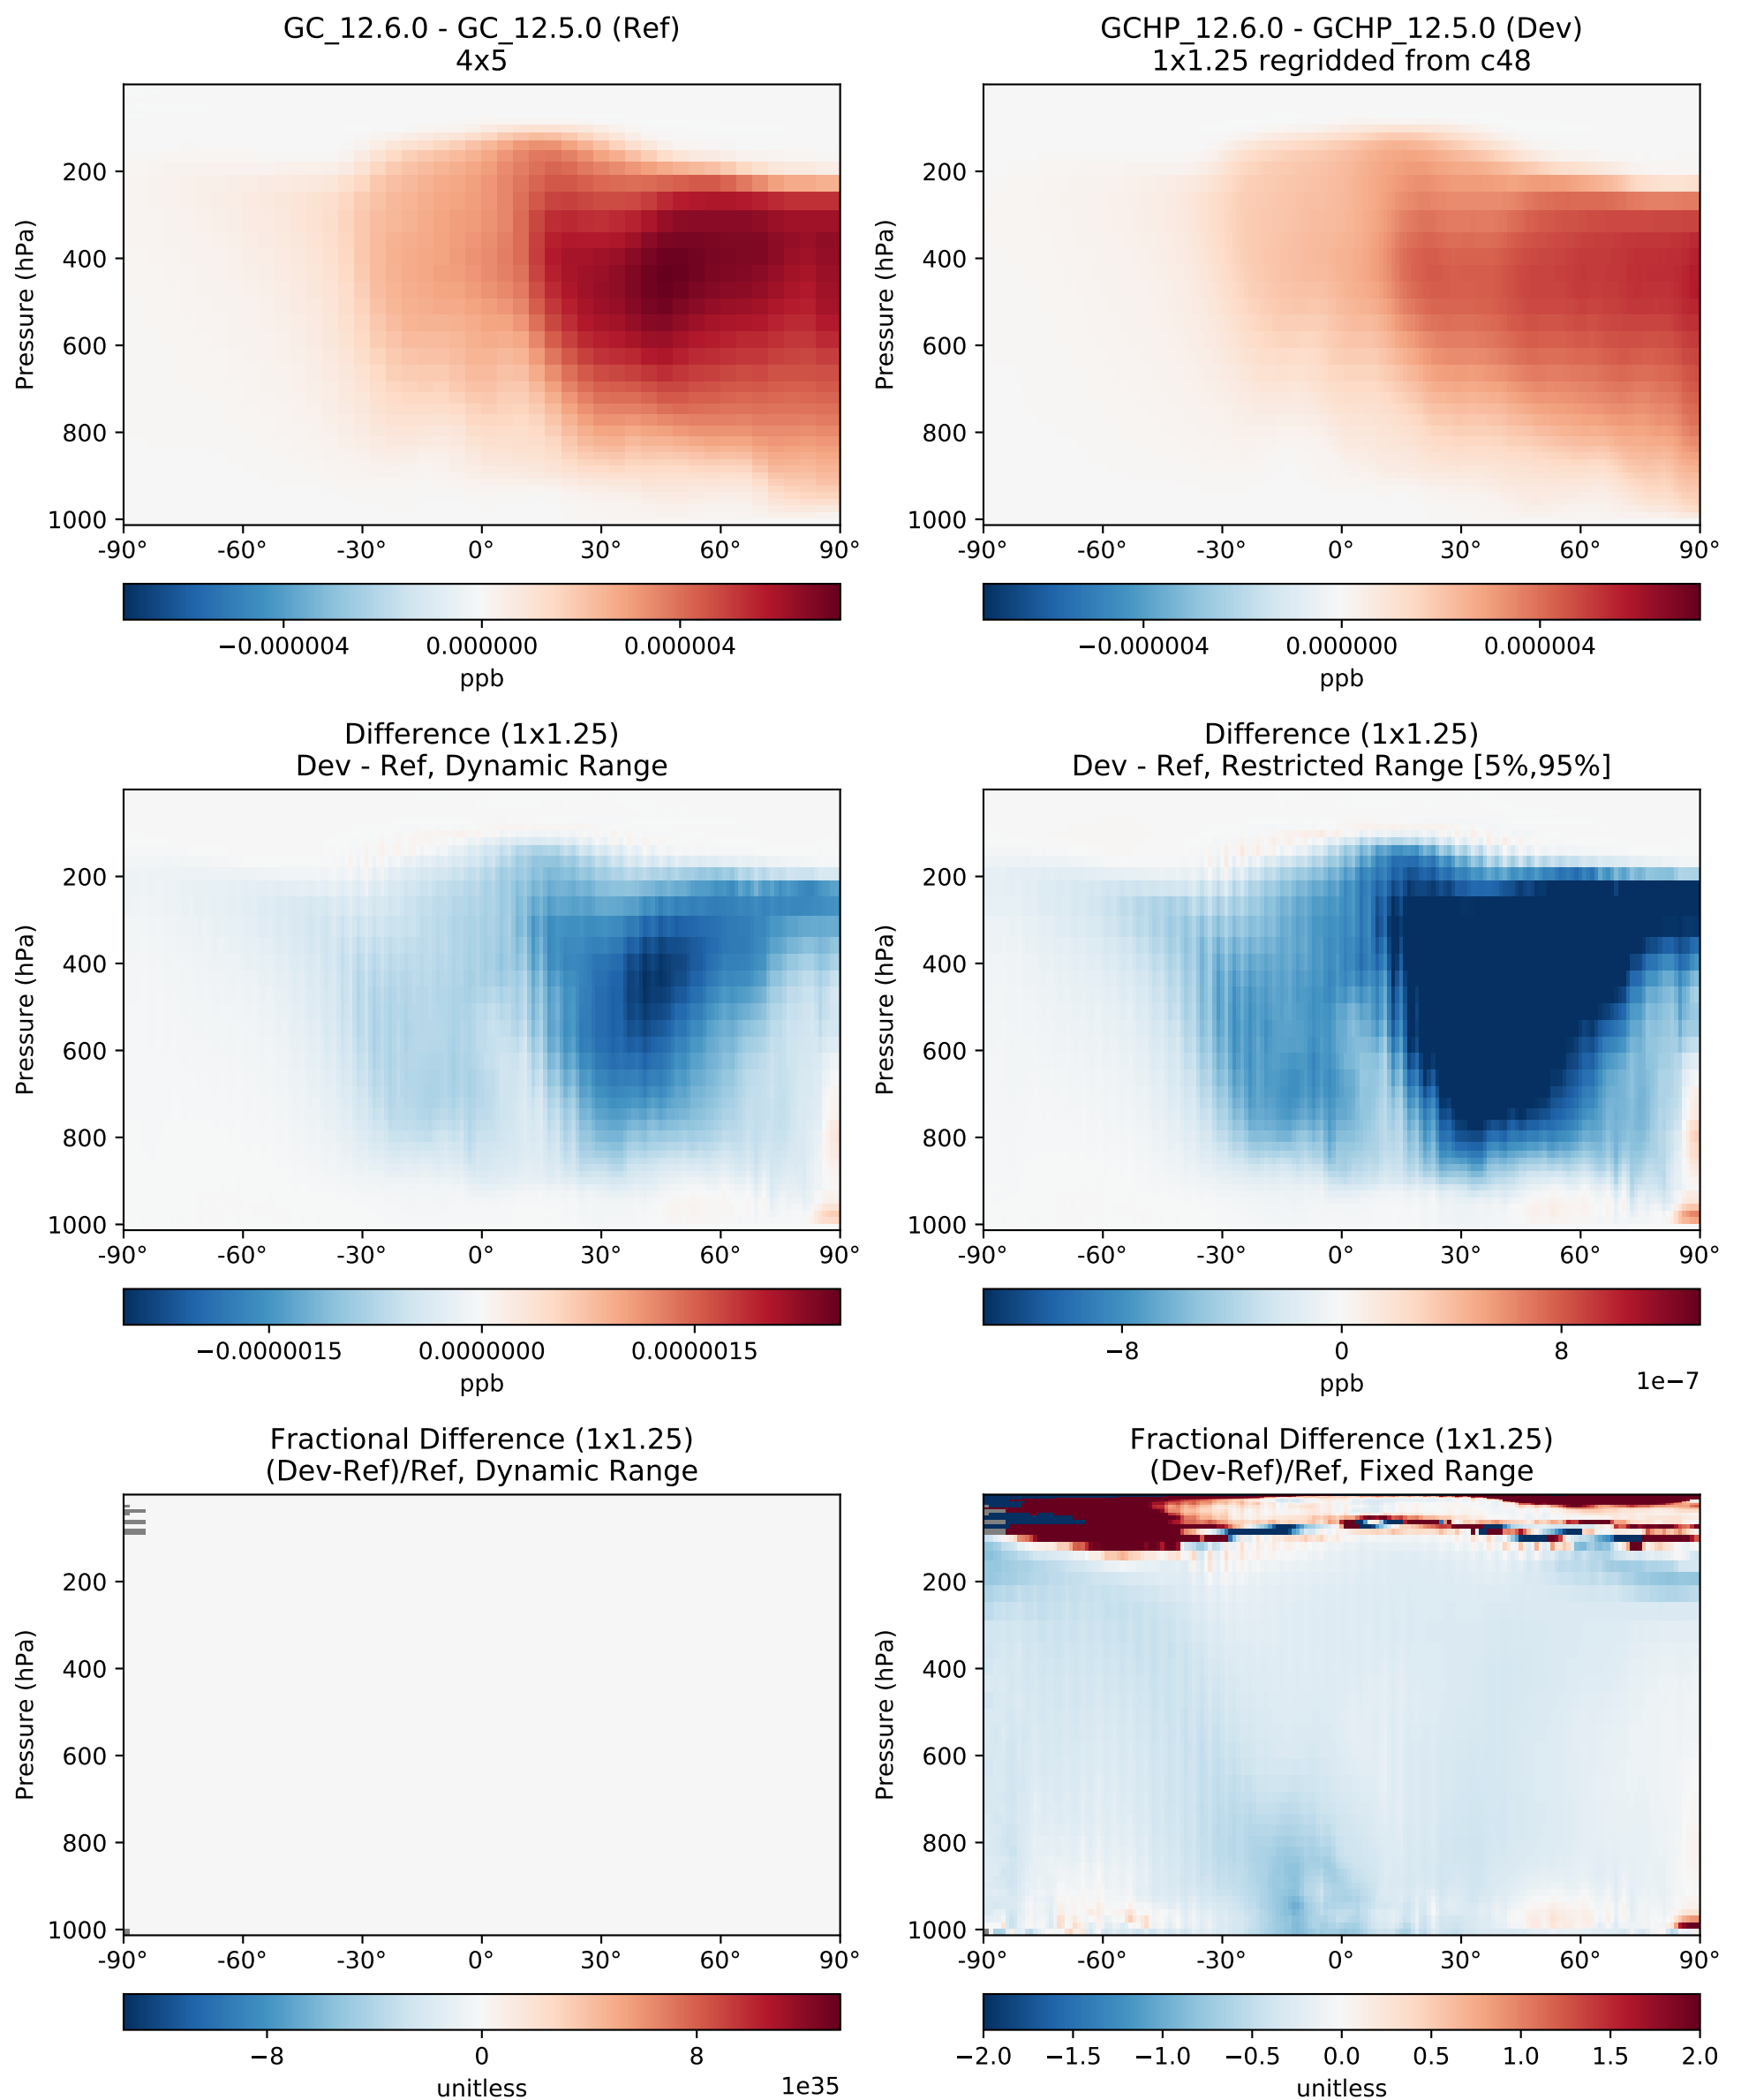 GC_12.6.0 - GC_12.5.0 (Ref)
4x5
Pressure (hPa)
200
400
600
800
1000
-90° -60° -30° 0° 30° 60° 90°
−0.000004 0.000000 0.000004
ppb
GCHP_12.6.0 - GCHP_12.5.0 (Dev)
1x1.25 regridded from c48
Pressure (hPa)
200
400
600
800
1000
-90° -60° -30° 0° 30° 60° 90°
−0.000004 0.000000 0.000004
ppb
Difference (1x1.25)
Dev - Ref, Dynamic Range
Pressure (hPa)
200
400
600
800
1000
-90° -60° -30° 0° 30° 60° 90°
−0.0000015 0.0000000 0.0000015
ppb
Difference (1x1.25)
Dev - Ref, Restricted Range [5%,95%]
Pressure (hPa)
200
400
600
800
1000
-90° -60° -30° 0° 30° 60° 90°
−8 0 8
ppb 1e−7
Fractional Difference (1x1.25)
(Dev-Ref)/Ref, Dynamic Range
Pressure (hPa)
200
400
600
800
1000
-90° -60° -30° 0° 30° 60° 90°
−8 0 8
unitless 1e35
Fractional Difference (1x1.25)
(Dev-Ref)/Ref, Fixed Range
Pressure (hPa)
200
400
600
800
1000
-90° -60° -30° 0° 30° 60° 90°
−2.0 −1.5 −1.0 −0.5 0.0 0.5 1.0 1.5 2.0
unitless